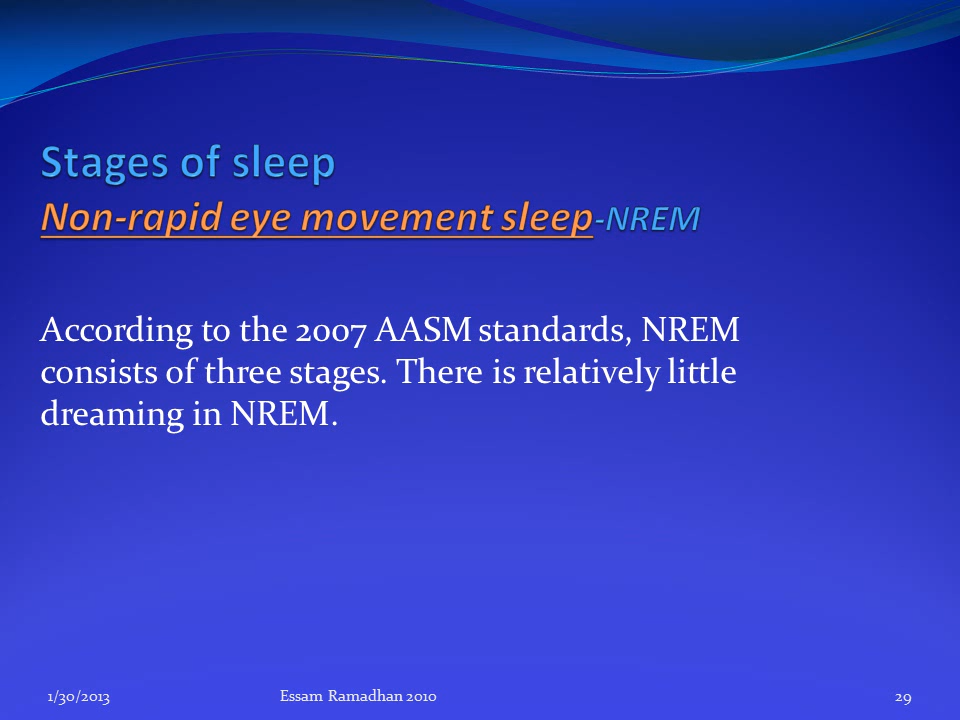 Stages of sleep
Non-rapid eye movement sleep-NREM
According to the 2007 AASM standards, NREM
consists of three stages. There is relatively little
dreaming in NREM.
1/30/2013 Essam Ramadhan 2010 29